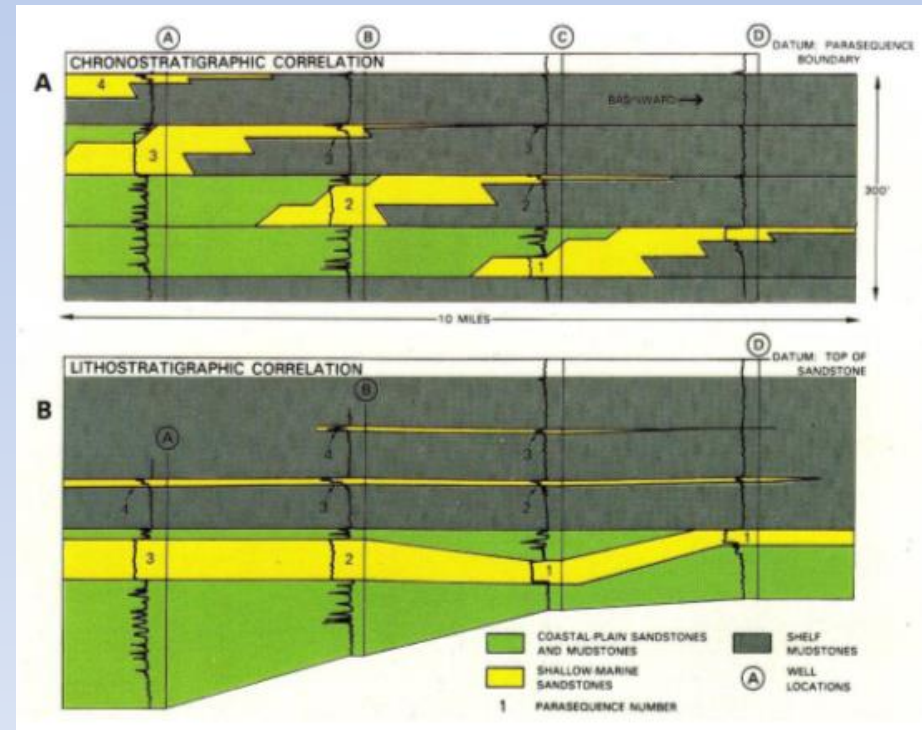 A B C D
DATUM: PARASEQUENCE
BOUNDARY
CHRONOSTRATIGRAPHIC CORRELATION
A
4
BASINWARD
3
3
3
300'
2
2
1
10 MILES
D
DATUM: TOP OF
SANDSTONE
LITHOSTRATIGRAPHIC CORRELATION
B
B
A
4
3
4
3
2
3
2
1
1
COASTAL-PLAIN SANDSTONES
AND MUDSTONES
SHELF
MUDSTONES
SHALLOW-MARINE
SANDSTONES
A
WELL
LOCATIONS
1
PARASEQUENCE NUMBER